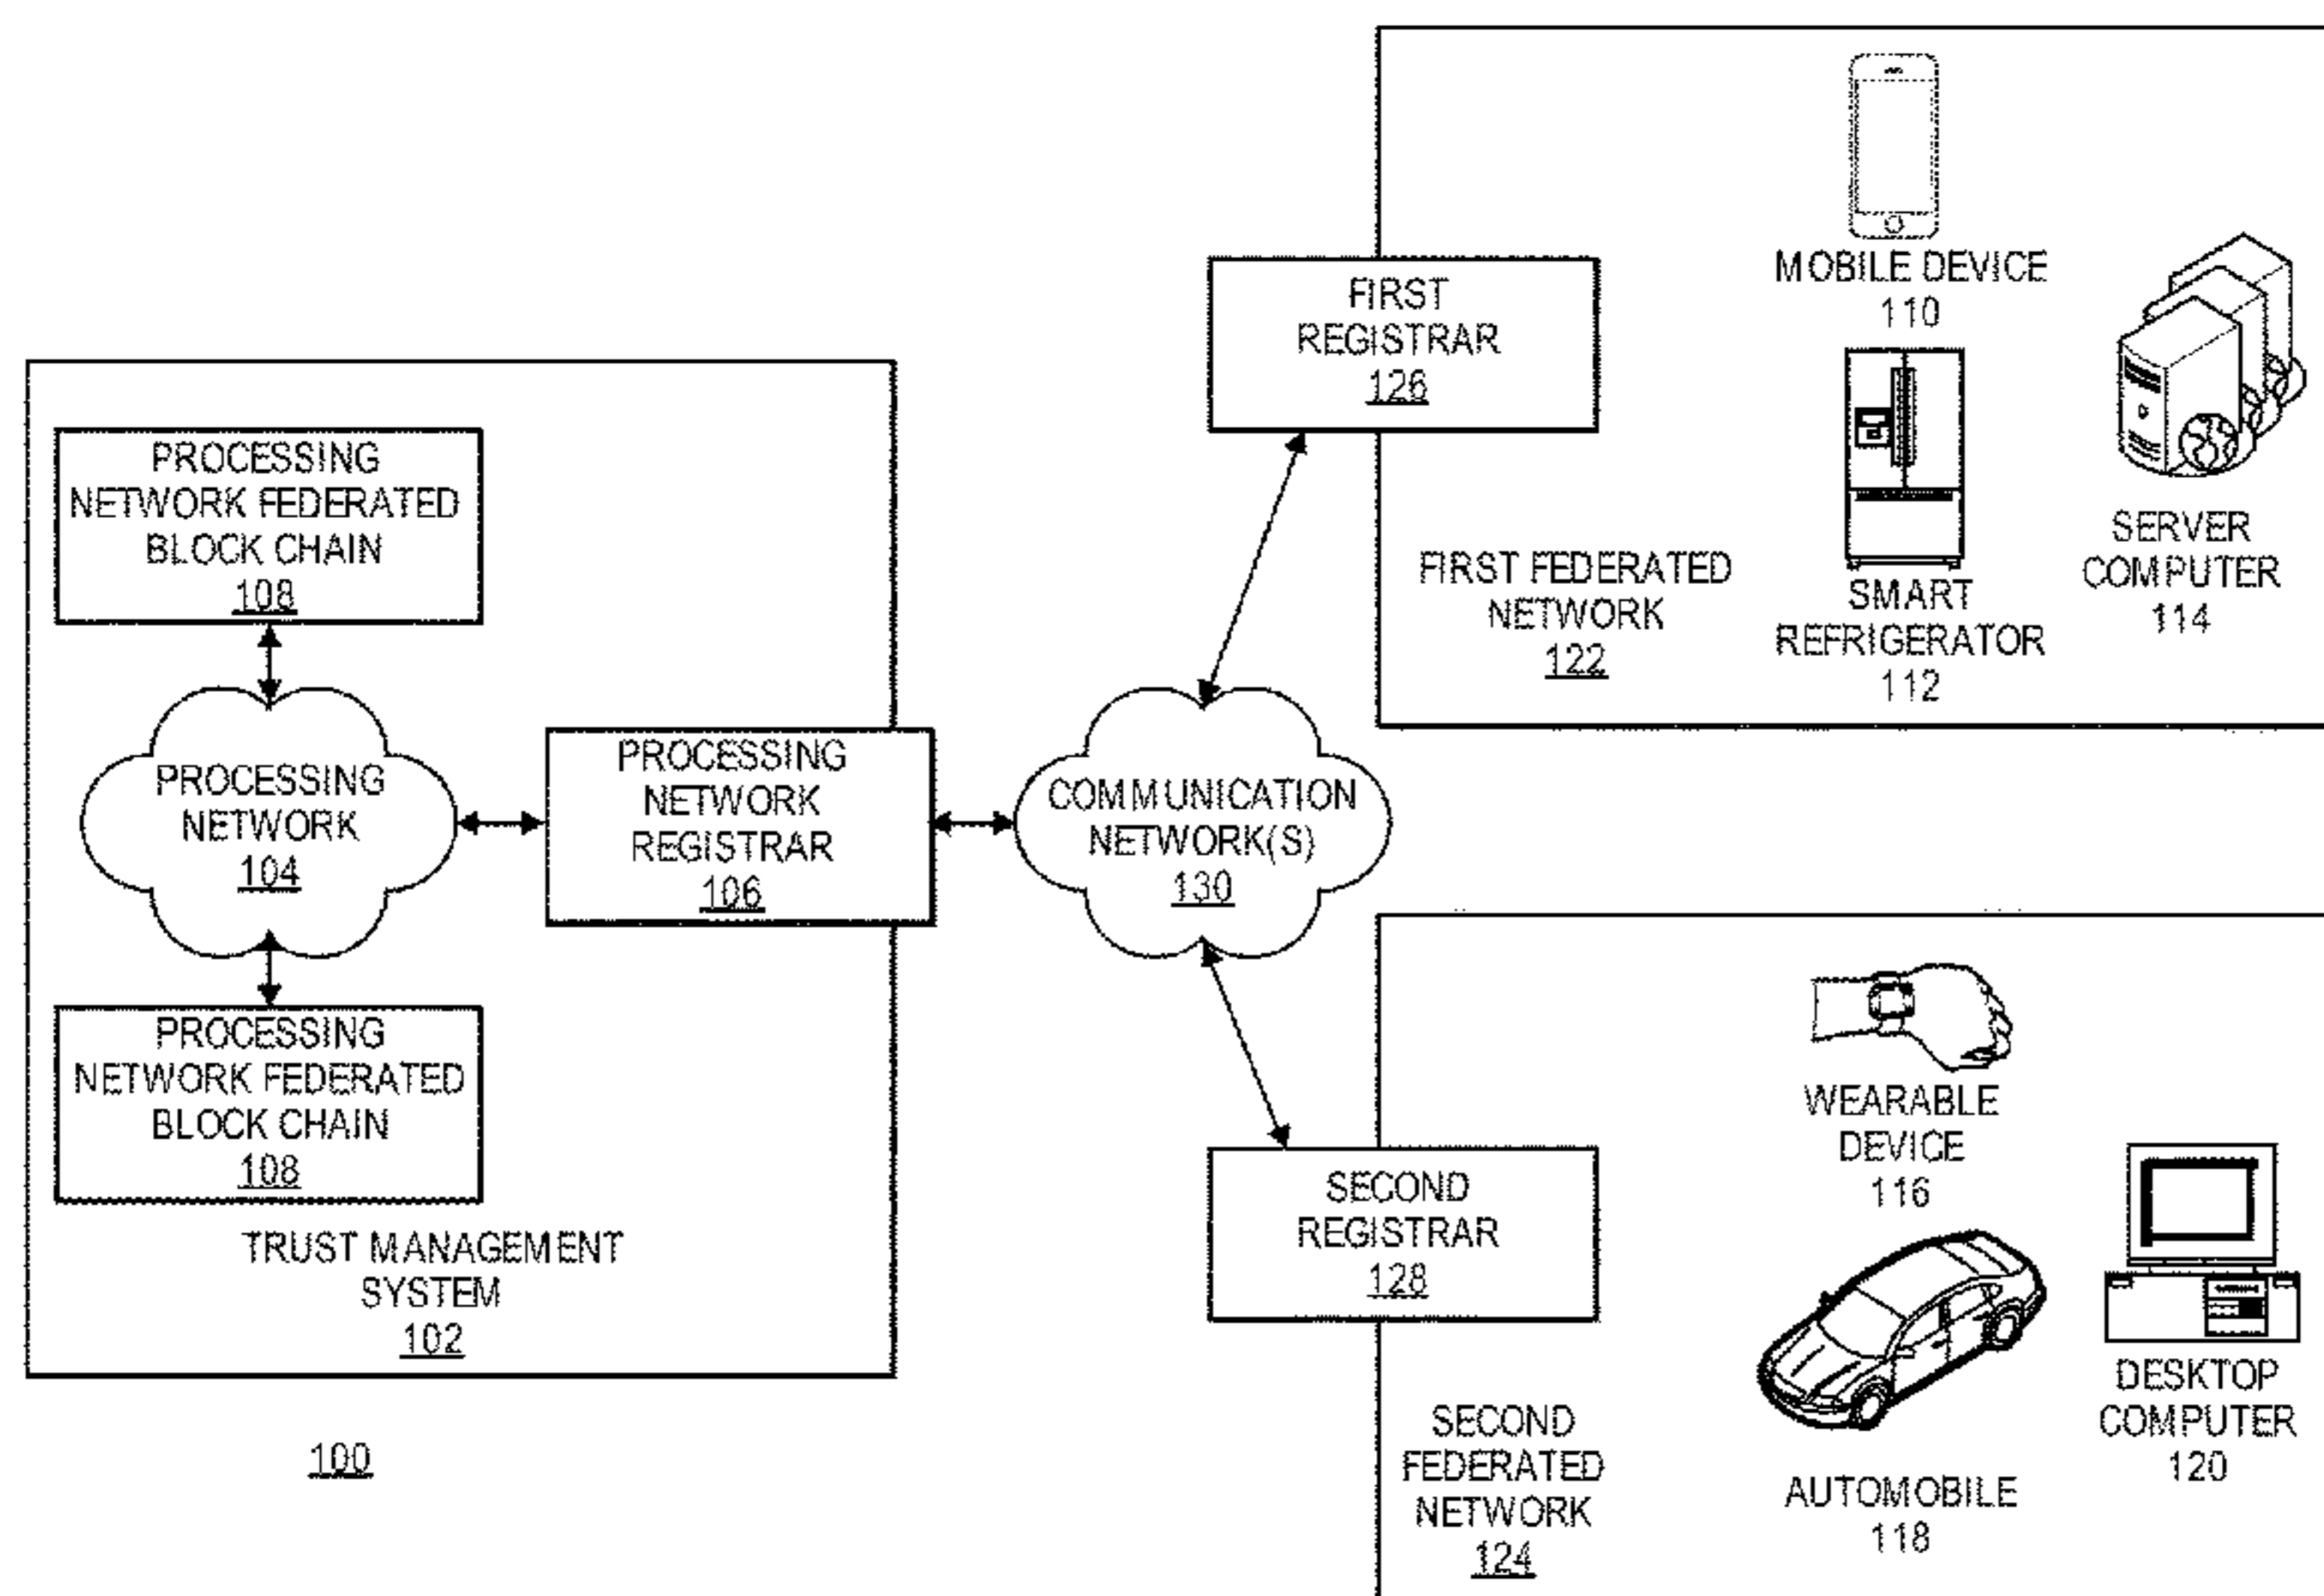 PROCESSING
NETWORK FEDERATED
BLOCK CHAIN
108
PROCESSING
NETWORK
104
PROCESSING
NETWORK
REGISTRAR
106
PROCESSING
NETWORK FEDERATED
BLOCK CHAIN
108
TRUST MANAGEMENT
SYSTEM
102
100
COMMUNICATION
NETWORK(S)
130
FIRST
REGISTRAR
126
FIRST FEDERATED
NETWORK
122
MOBILE DEVICE
110
SMART
REFRIGERATOR
112
SERVER
COMPUTER
114
SECOND
REGISTRAR
128
SECOND
FEDERATED
NETWORK
124
WEARABLE
DEVICE
116
AUTOMOBILE
118
DESKTOP
COMPUTER
120